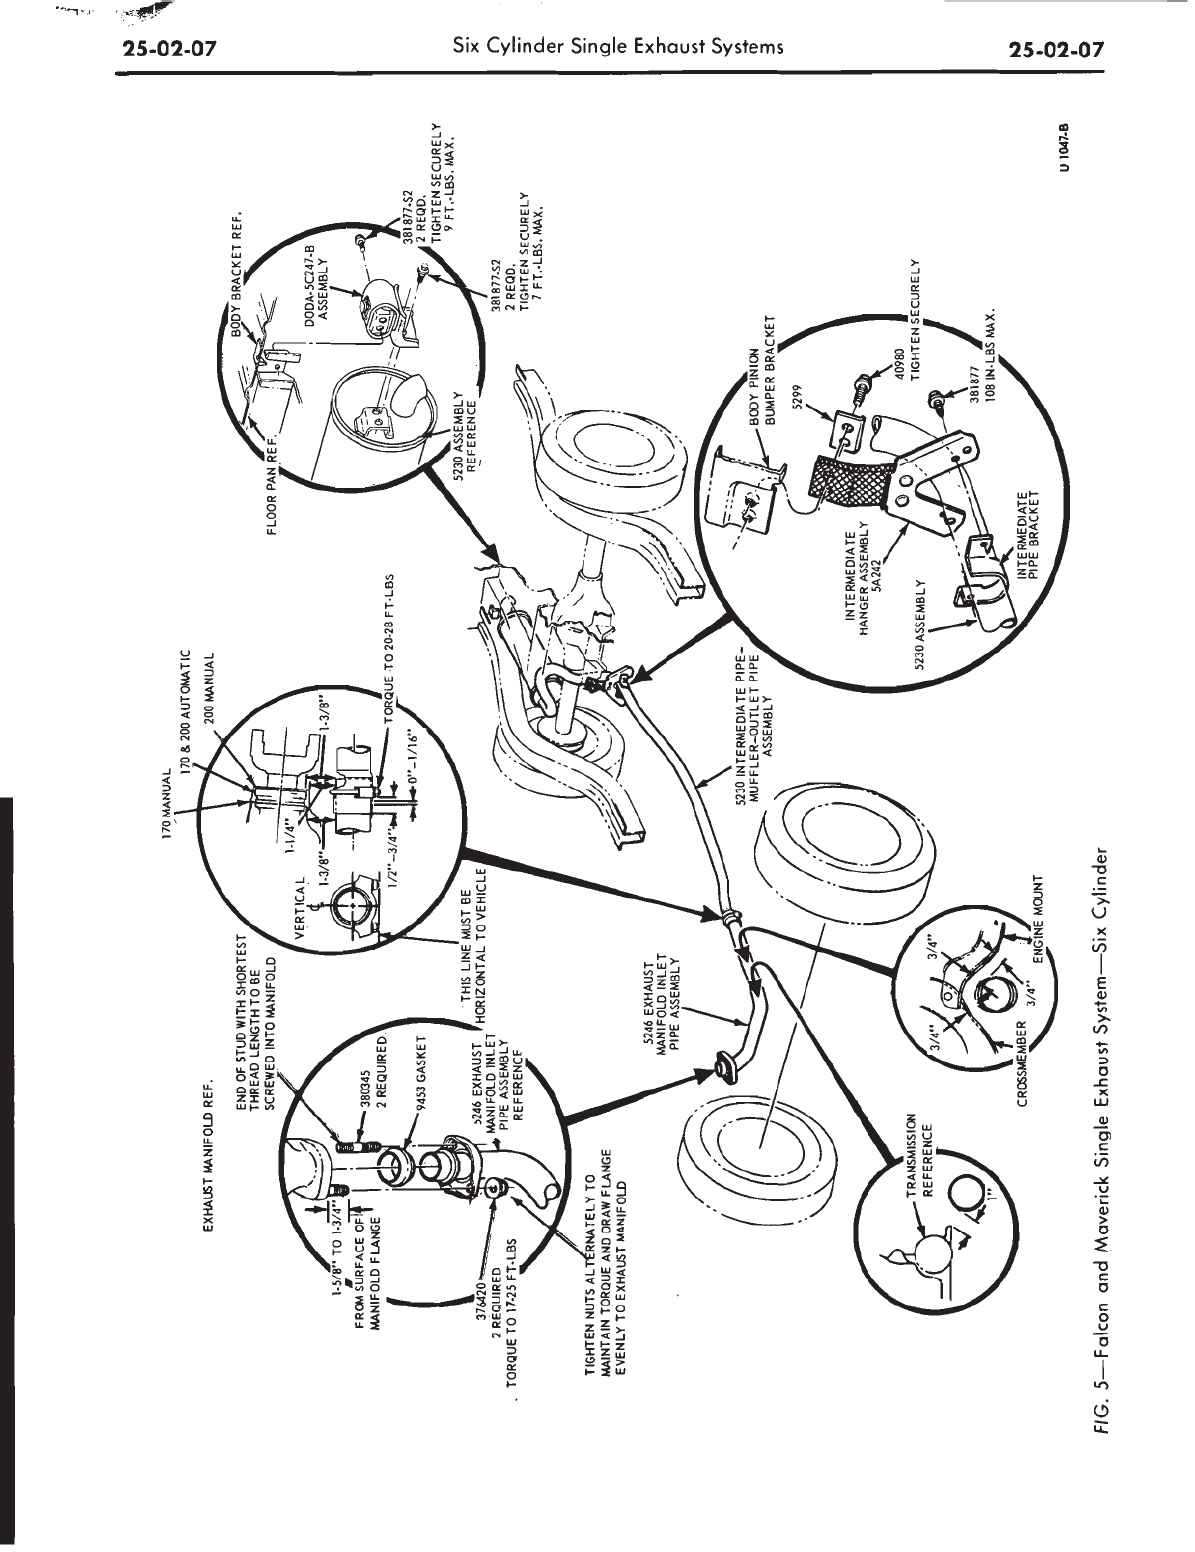 25-02-07
Six Cylinder Single Exhaust Systems
25-02-07
EXHAUST MANIFOLD REF.
END OF STUD WITH SHORTEST
THREAD LENGTH TO BE
SCREWED INTO MANIFOLD
380345
2 REQUIRED
9453 GASKET
5246 EXHAUST
MANIFOLD INLET
PIPE ASSEMBLY
REFERENCE
1-5/8" TO 1-3/4"
FROM SURFACE OF
MANIFOLD FLANGE
376420
2 REQUIRED
TORQUE TO 17-25 FT-LBS
TIGHTEN NUTS ALTERNATELY TO
MAINTAIN TORQUE AND DRAW FLANGE
EVENLY TO EXHAUST MANIFOLD
170 MANUAL
170 & 200 AUTOMATIC
200 MANUAL
VERTICAL
1-3/8"
1-1/4"
1-3/8"
1/2"-3/4"
0"-1/16"
TORQUE TO 20-28 FT-LBS
THIS LINE MUST BE
HORIZONTAL TO VEHICLE
FLOOR PAN REF.
BODY BRACKET REF.
DODA-5C247-B
ASSEMBLY
381877-S2
2 REQD.
TIGHTEN SECURELY
9 FT.-LBS. MAX.
381877-S2
2 REQD.
TIGHTEN SECURELY
7 FT.-LBS. MAX.
5230 ASSEMBLY
REFERENCE
5246 EXHAUST
MANIFOLD INLET
PIPE ASSEMBLY
5230 INTERMEDIATE PIPE-
MUFFLER-OUTLET PIPE
ASSEMBLY
BODY PINION
BUMPER BRACKET
5299
40980
TIGHTEN SECURELY
381877
108 IN-LBS MAX.
INTERMEDIATE
HANGER ASSEMBLY
5A242
5230 ASSEMBLY
INTERMEDIATE
PIPE BRACKET
TRANSMISSION
REFERENCE
1"
3/4"
3/4"
3/4"
CROSSMEMBER
ENGINE MOUNT
U 1047-B
FIG. 5—Falcon and Maverick Single Exhaust System—Six Cylinder